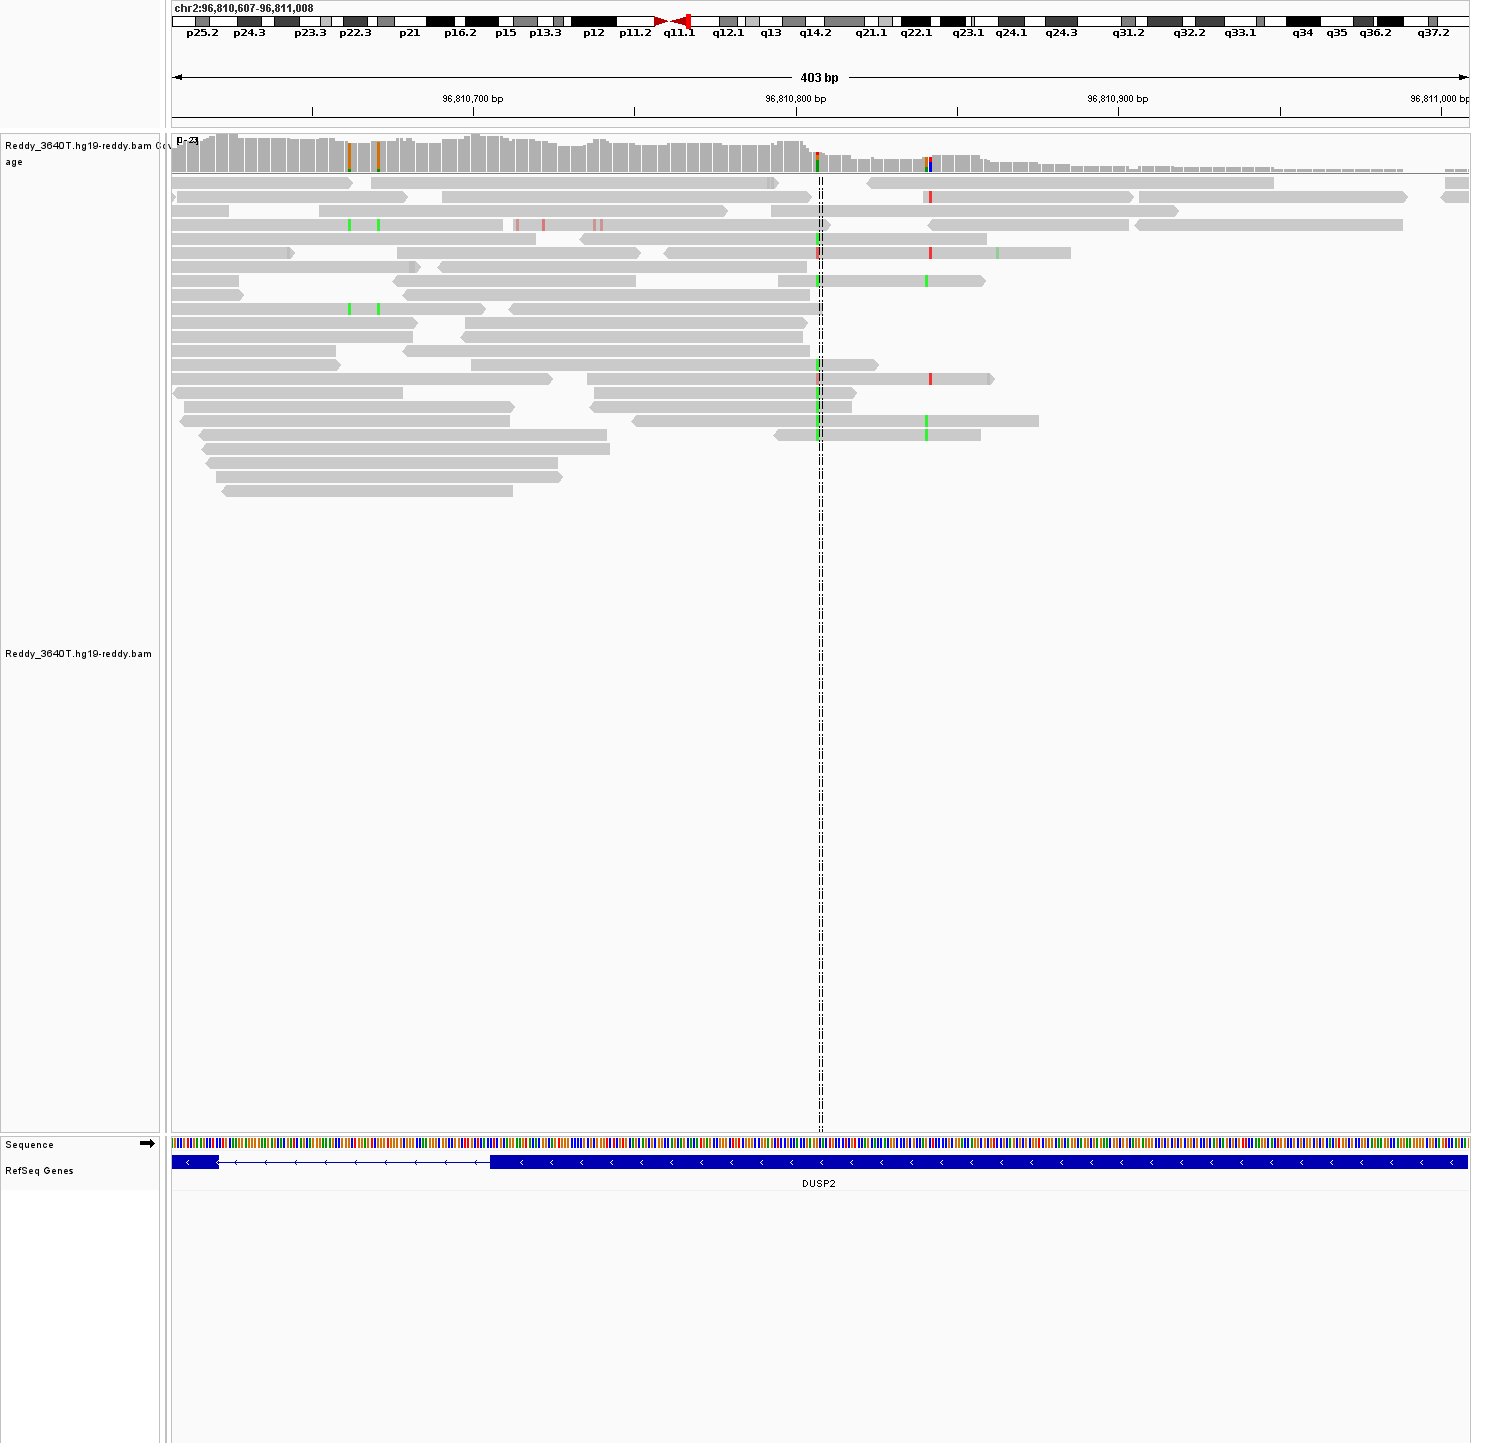 chr2:96,810,607-96,811,008
p25.2 p24.3 p23.3 p22.3 p21 p16.2 p15 p13.3 p12 p11.2 q11.1 q12.1 q13 q14.2 q21.1 q22.1 q23.1 q24.1 q24.3 q31.2 q32.2 q33.1 q34 q35 q36.2 q37.2
403 bp
96,810,700 bp 96,810,800 bp 96,810,900 bp 96,811,000 bp
Reddy_3640T.hg19-reddy.bam Cov
age
Reddy_3640T.hg19-reddy.bam
Sequence
RefSeq Genes
DUSP2